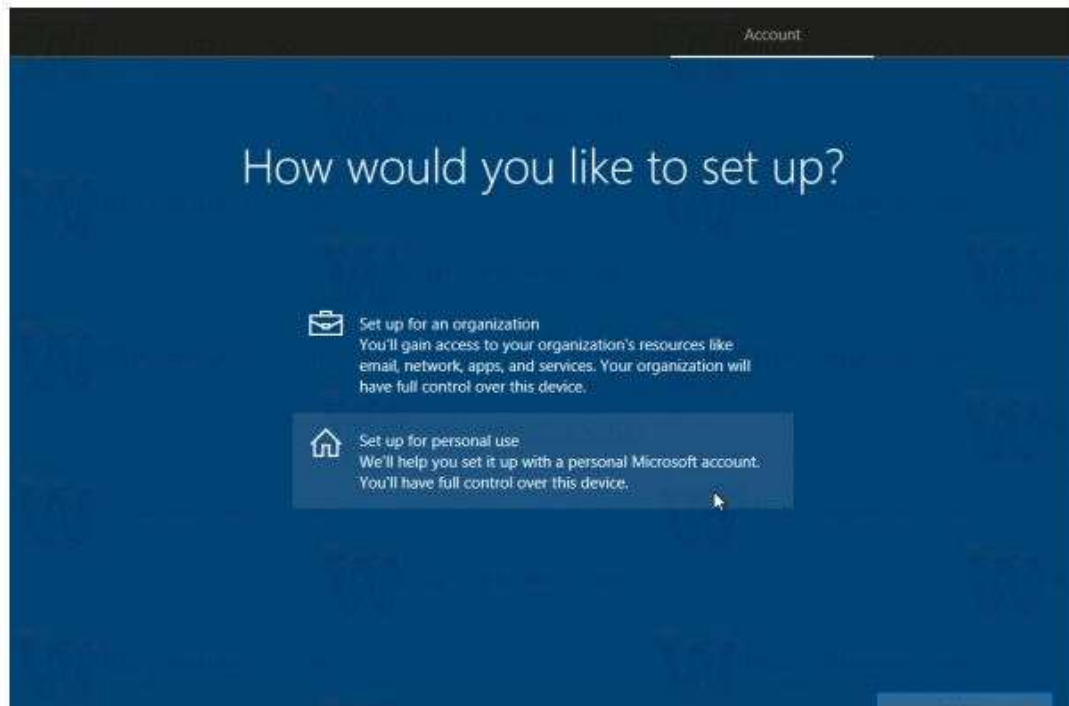 Account
How would you like to set up?
Set up for an organization
You'll gain access to your organization's resources like
email, network, apps, and services. Your organization will
have full control over this device.
Set up for personal use
We'll help you set it up with a personal Microsoft account.
You'll have full control over this device.